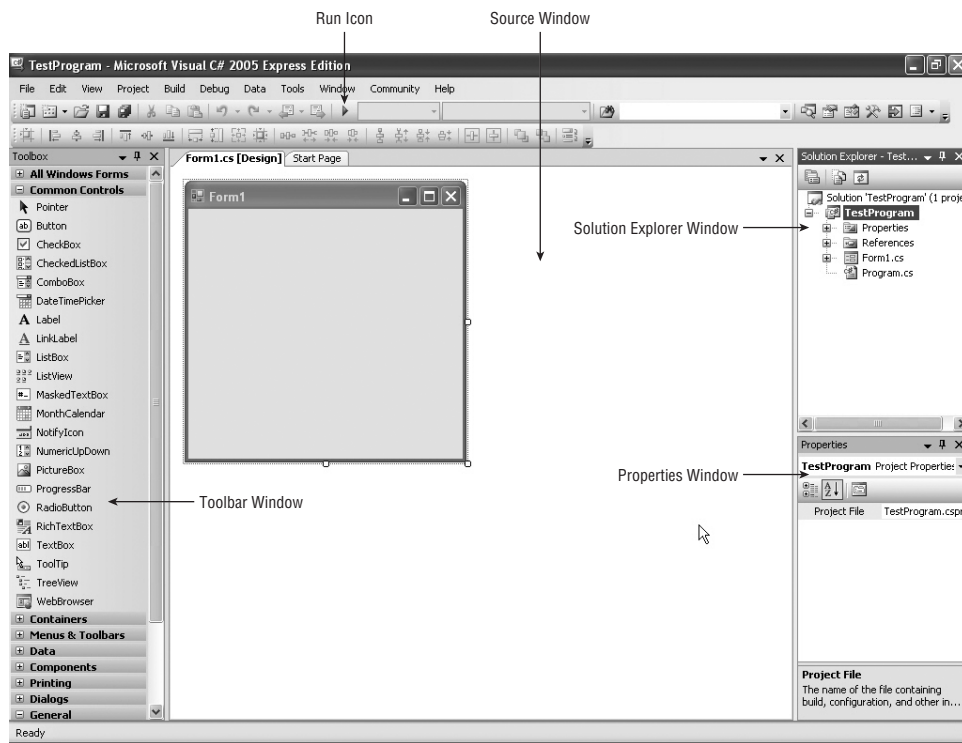 Run Icon
Source Window
TestProgram - Microsoft Visual C# 2005 Express Edition
File Edit View Project Build Debug Data Tools Window Community Help
Toolbox
Form1.cs [Design] Start Page
Solution Explorer - Test...
All Windows Forms
Common Controls
Pointer
Button
CheckBox
CheckedListBox
ComboBox
DateTimePicker
Label
LinkLabel
ListBox
ListView
MaskedTextBox
MonthCalendar
NotifyIcon
NumericUpDown
PictureBox
ProgressBar
RadioButton
RichTextBox
TextBox
ToolTip
TreeView
WebBrowser
Containers
Menus & Toolbars
Data
Components
Printing
Dialogs
General
Form1
Toolbar Window
Solution Explorer Window
Properties Window
Solution 'TestProgram' (1 proje
TestProgram
Properties
References
Form1.cs
Program.cs
Properties
TestProgram Project Properties
Project File TestProgram.cspr
Project File
The name of the file containing
build, configuration, and other in...
Ready